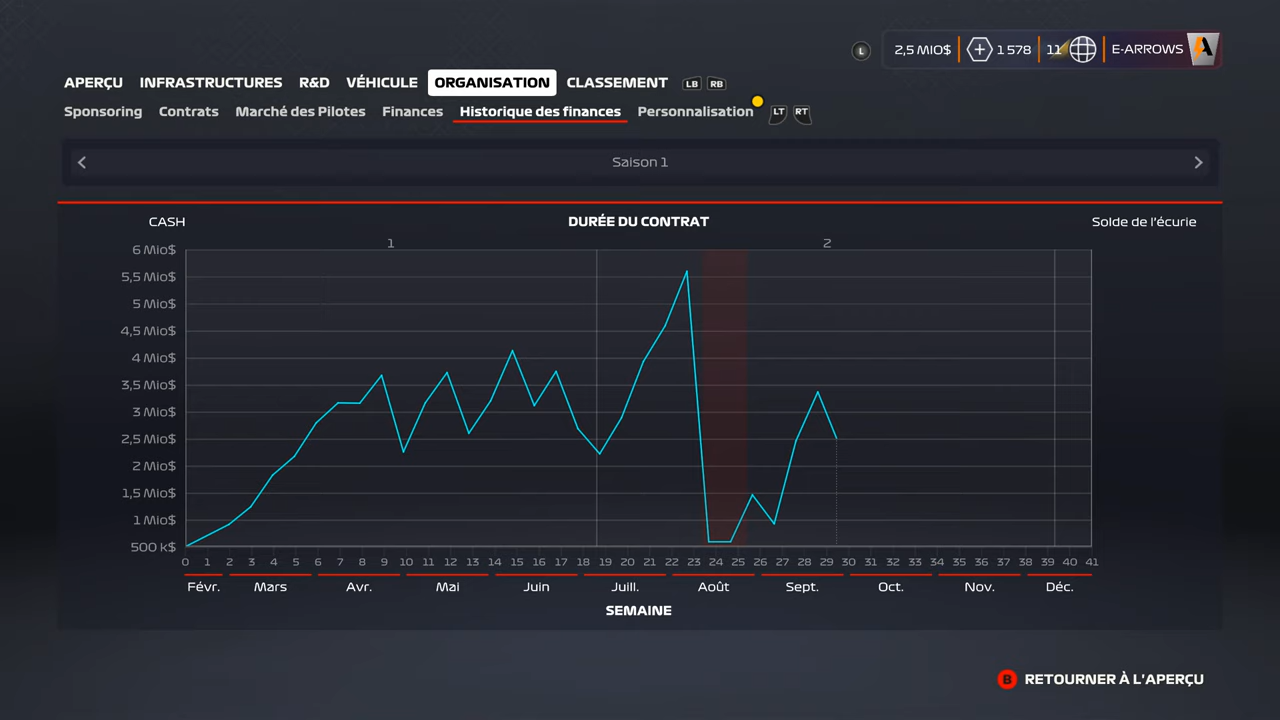 L 2,5 MIO$ 1 578 11 E-ARROWS
APERÇU INFRASTRUCTURES R&D VÉHICULE ORGANISATION CLASSEMENT LB RB
Sponsoring Contrats Marché des Pilotes Finances Historique des finances Personnalisation LT RT
Saison 1
CASH DURÉE DU CONTRAT Solde de l'écurie
1 2
6 Mio$
5,5 Mio$
5 Mio$
4,5 Mio$
4 Mio$
3,5 Mio$
3 Mio$
2,5 Mio$
2 Mio$
1,5 Mio$
1 Mio$
500 k$
0 1 2 3 4 5 6 7 8 9 10 11 12 13 14 15 16 17 18 19 20 21 22 23 24 25 26 27 28 29 30 31 32 33 34 35 36 37 38 39 40 41
Févr. Mars Avr. Mai Juin Juill. Août Sept. Oct. Nov. Déc.
SEMAINE
B RETOURNER À L'APERÇU